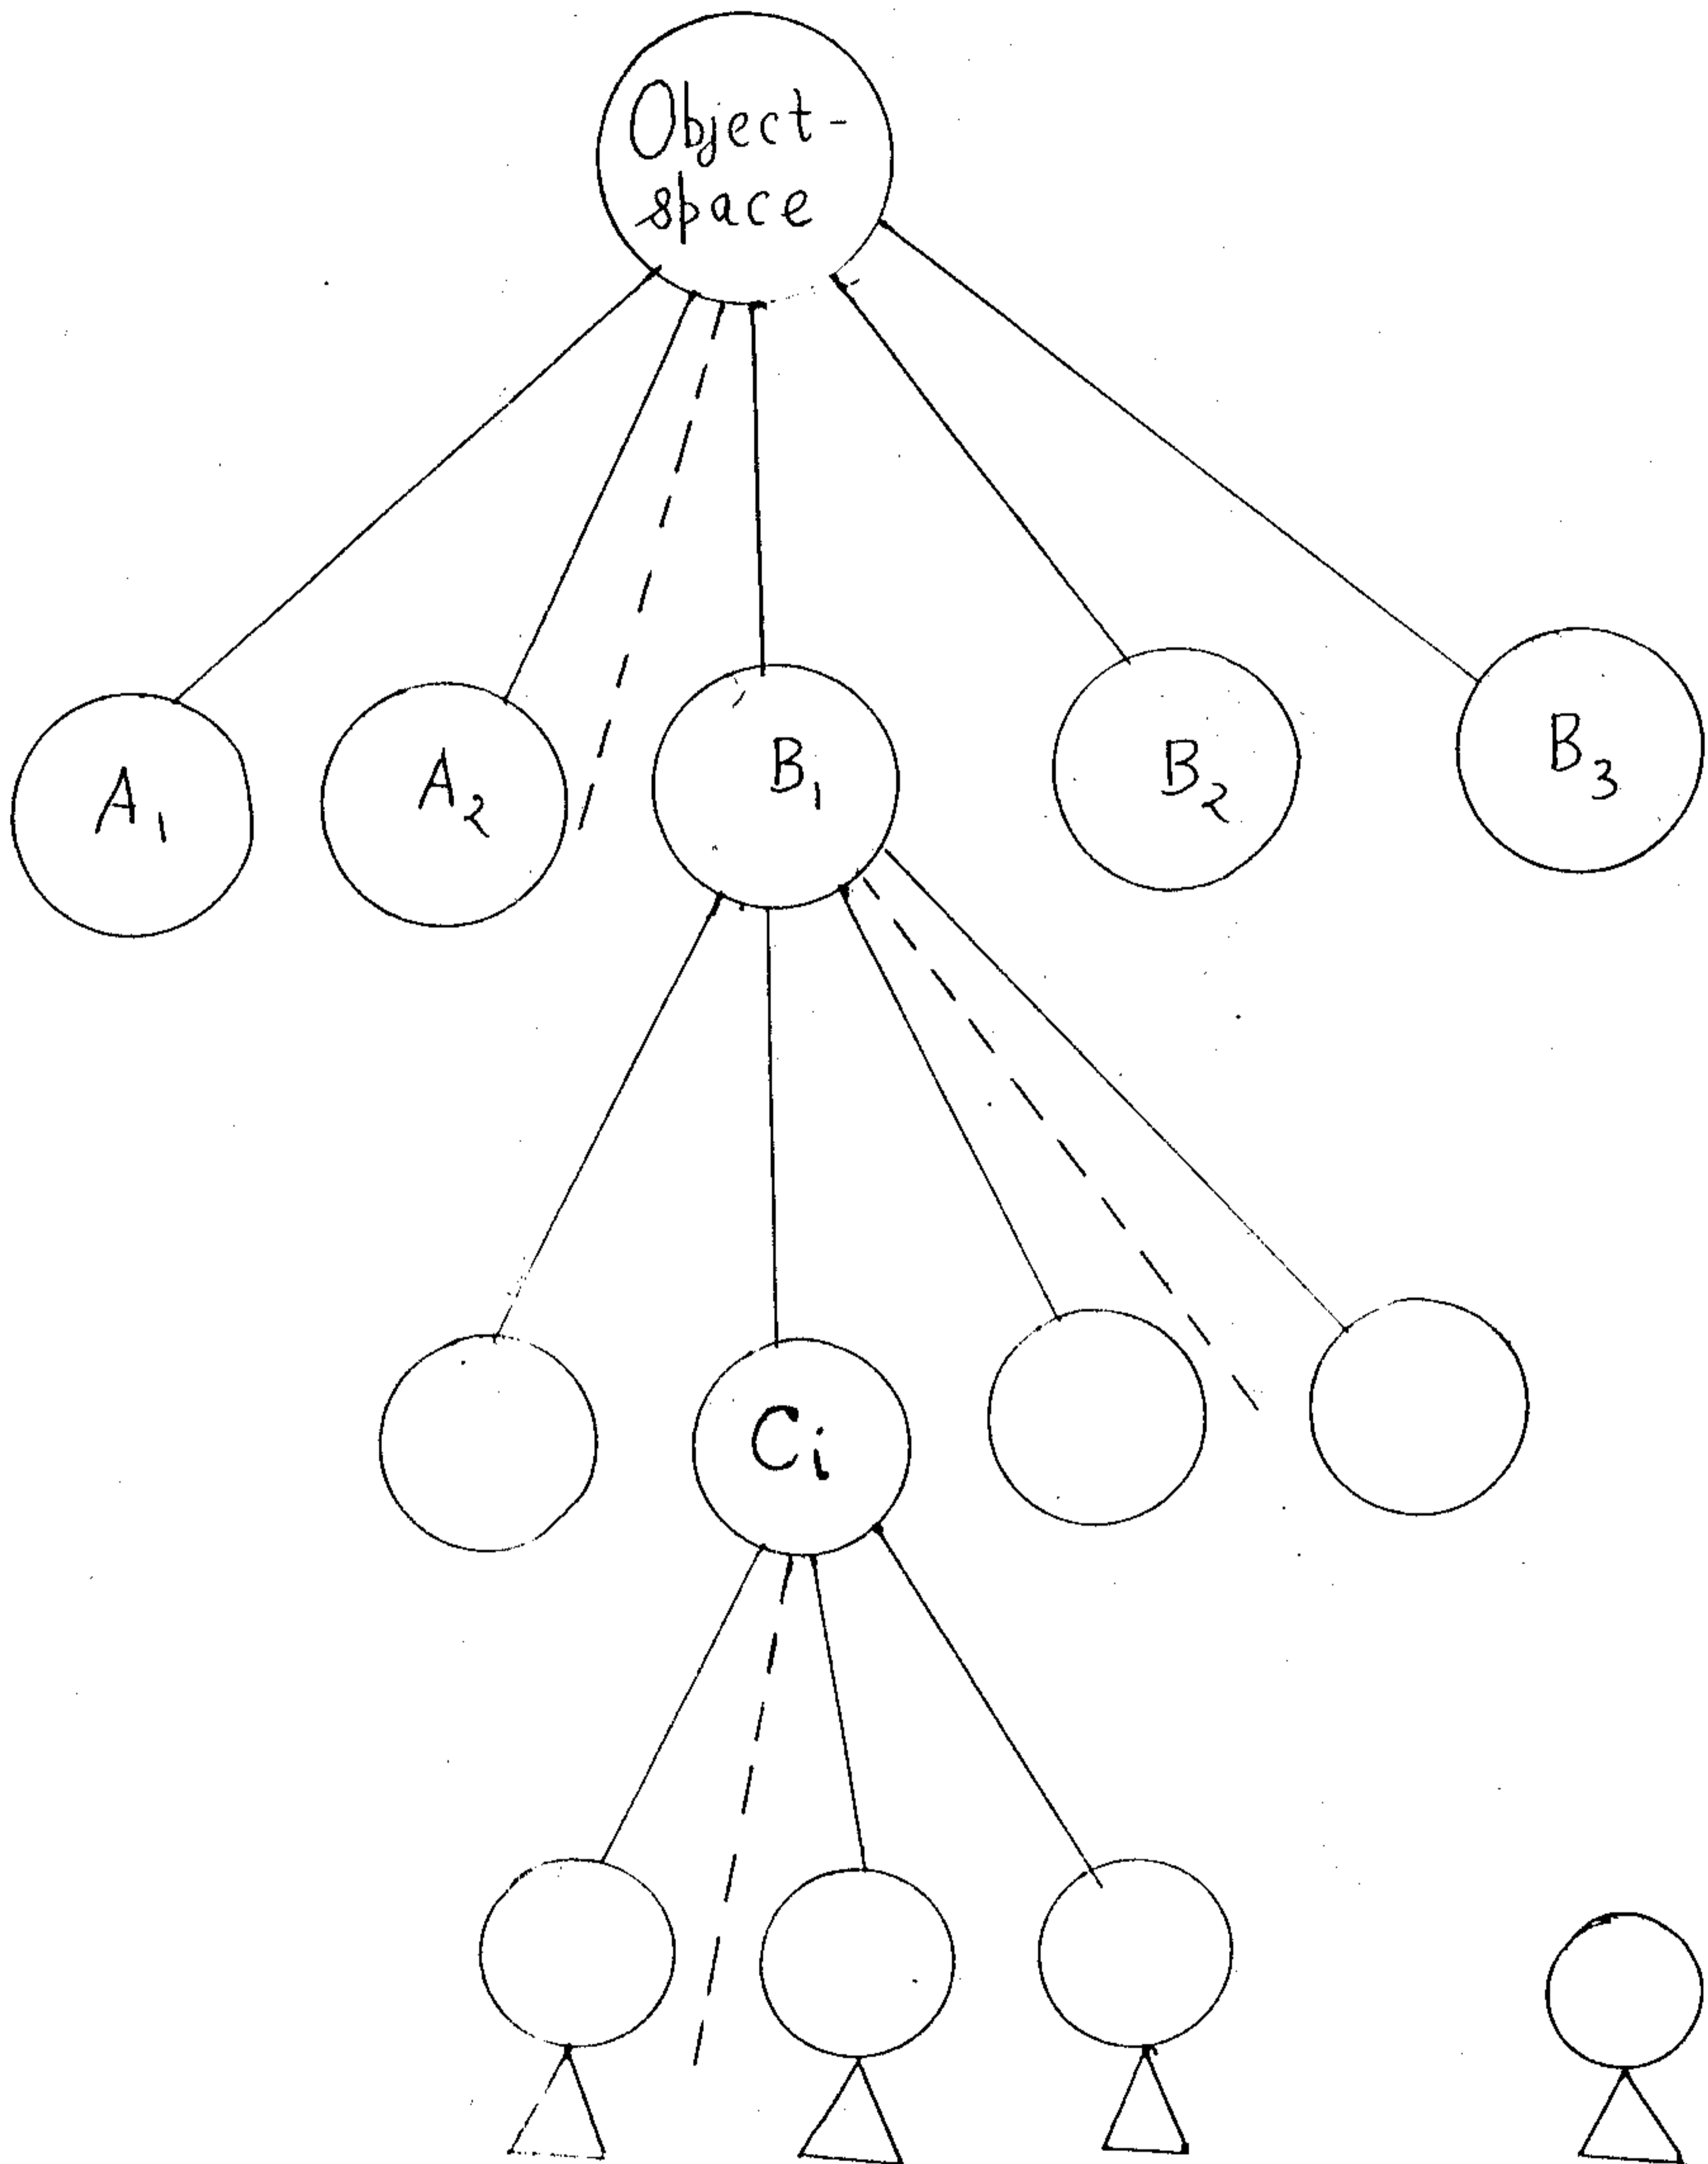 Object-
space
A₁
A₂
B₁
B₂
B₃
Ci